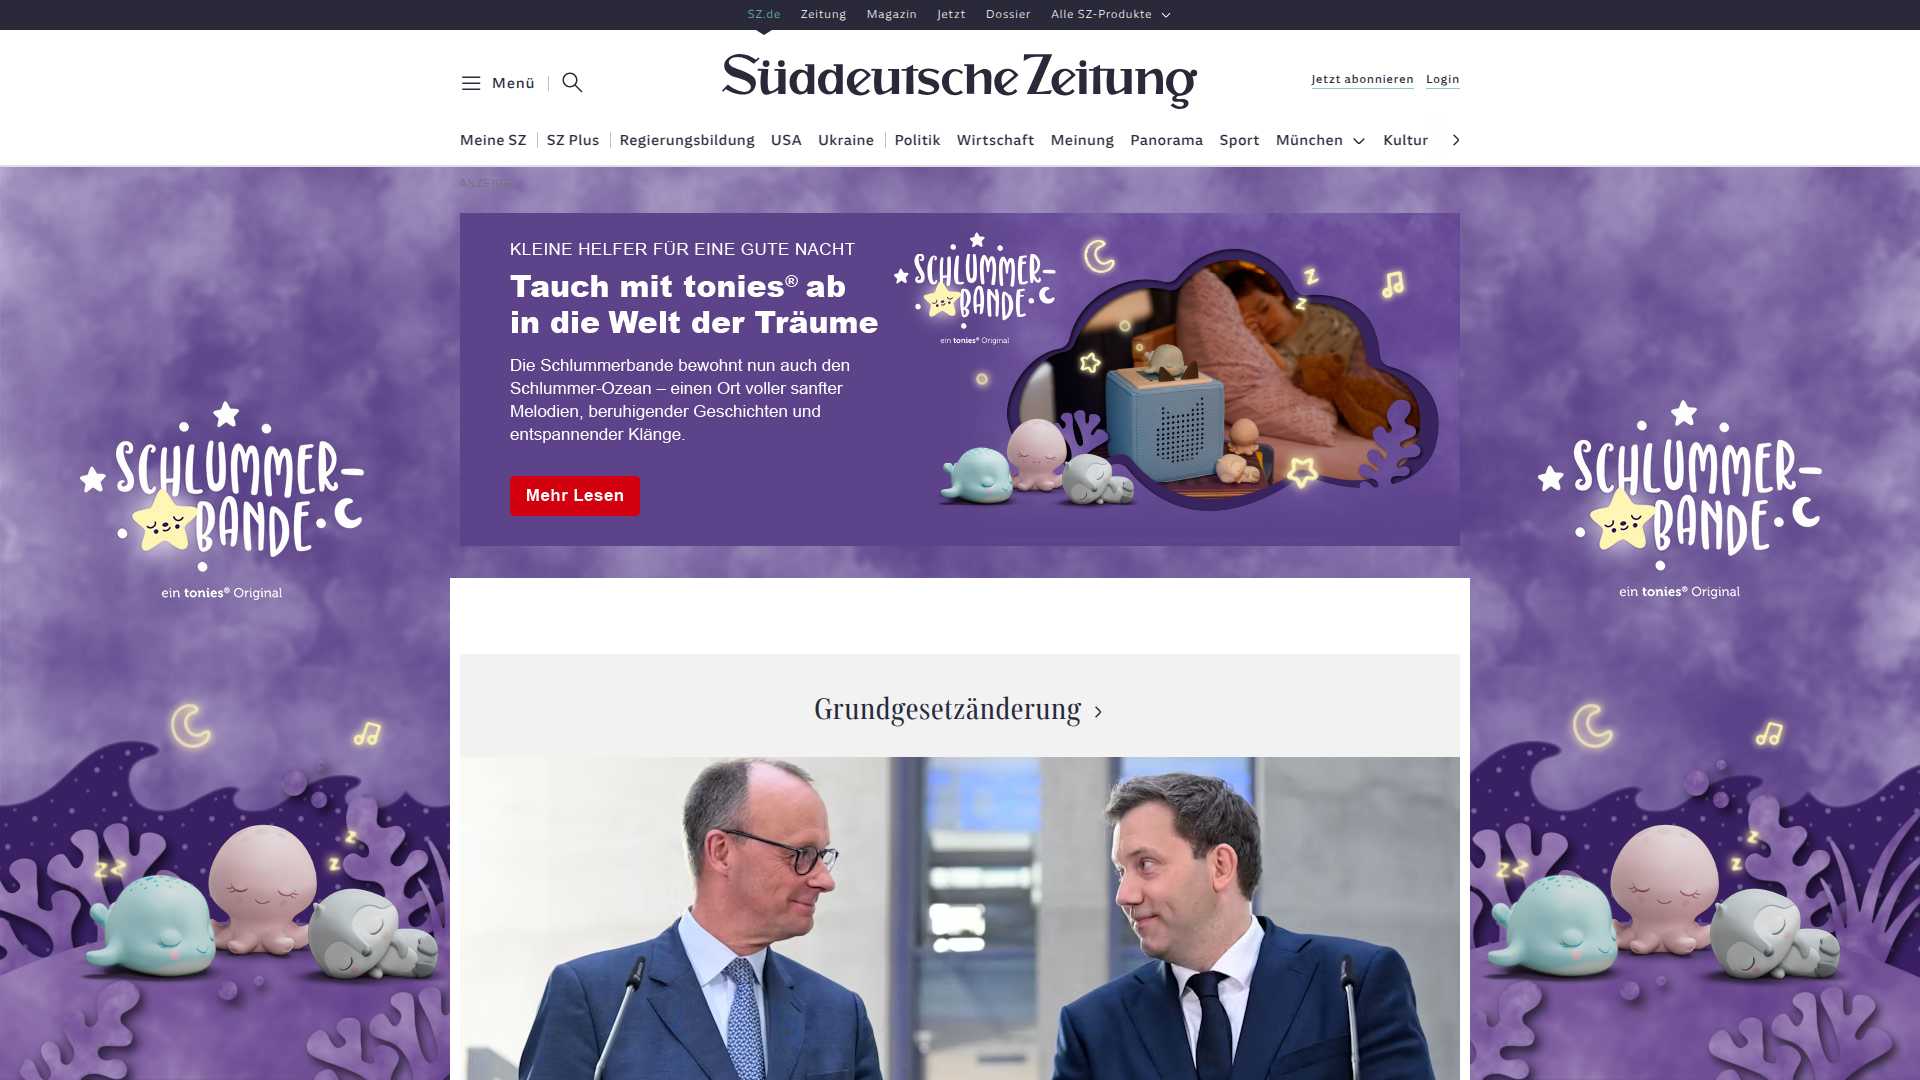 SZ.de Zeitung Magazin Jetzt Dossier Alle SZ-Produkte
Menü
Süddeutsche Zeitung
Jetzt abonnieren Login
Meine SZ SZ Plus Regierungsbildung USA Ukraine Politik Wirtschaft Meinung Panorama Sport München Kultur
ANZEIGE
KLEINE HELFER FÜR EINE GUTE NACHT
Tauch mit tonies® ab
in die Welt der Träume
Die Schlummerbande bewohnt nun auch den
Schlummer-Ozean – einen Ort voller sanfter
Melodien, beruhigender Geschichten und
entspannender Klänge.
Mehr Lesen
SCHLUMMER-
BANDE
ein tonies® Original
z
z
SCHLUMMER-
BANDE
ein tonies® Original
SCHLUMMER-
BANDE
ein tonies® Original
Grundgesetzänderung
z
z
z z
z
z
z z